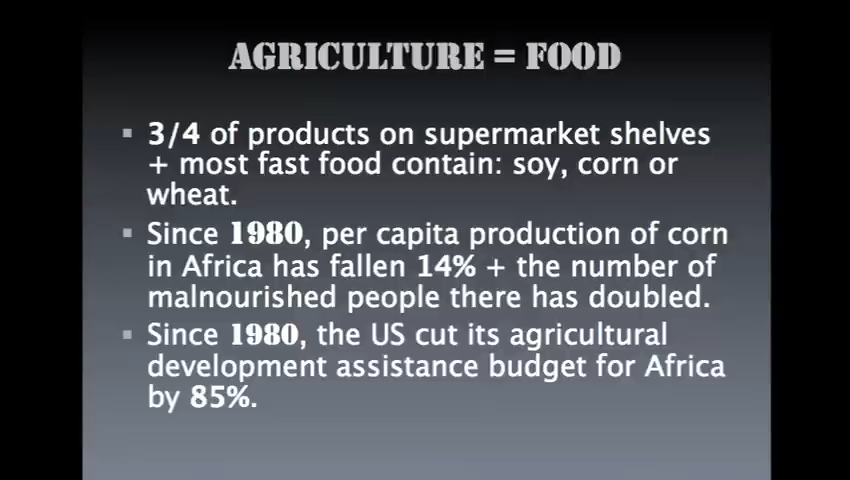 AGRICULTURE = FOOD
▪ 3/4 of products on supermarket shelves
+ most fast food contain: soy, corn or
wheat.
▪ Since 1980, per capita production of corn
in Africa has fallen 14% + the number of
malnourished people there has doubled.
▪ Since 1980, the US cut its agricultural
development assistance budget for Africa
by 85%.